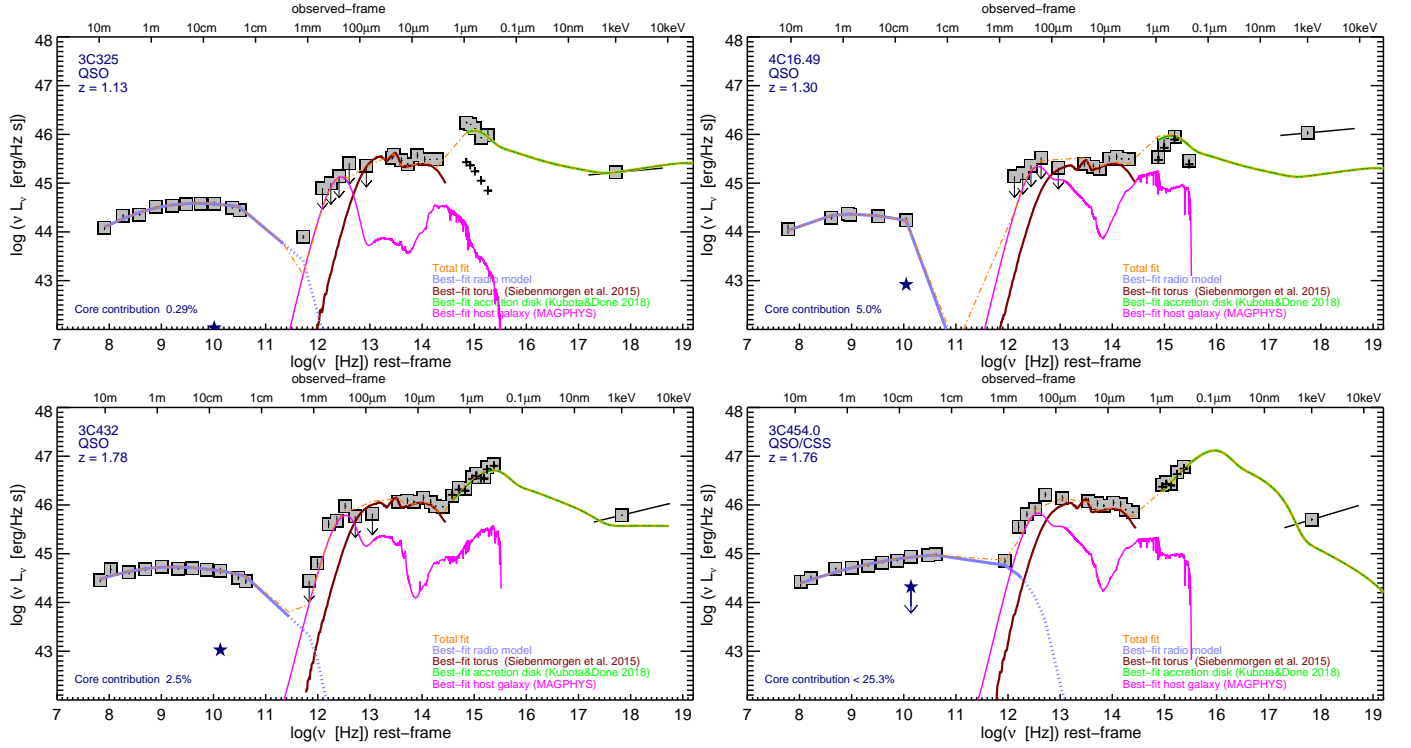 observed-frame
10m 1m 10cm 1cm 1mm 100μm 10μm 1μm 0.1μm 10nm 1keV 10keV
48
47
46
45
44
43
log (ν Lν [erg/Hz s])
3C325
QSO
z = 1.13
Total fit
Best-fit radio model
Best-fit torus (Siebenmorgen et al. 2015)
Best-fit accretion disk (Kubota&Done 2018)
Best-fit host galaxy (MAGPHYS)
Core contribution 0.29%
7 8 9 10 11 12 13 14 15 16 17 18 19
log(ν [Hz]) rest-frame
observed-frame
10m 1m 10cm 1cm 1mm 100μm 10μm 1μm 0.1μm 10nm 1keV 10keV
48
47
46
45
44
43
log (ν Lν [erg/Hz s])
4C16.49
QSO
z = 1.30
Total fit
Best-fit radio model
Best-fit torus (Siebenmorgen et al. 2015)
Best-fit accretion disk (Kubota&Done 2018)
Best-fit host galaxy (MAGPHYS)
Core contribution 5.0%
7 8 9 10 11 12 13 14 15 16 17 18 19
log(ν [Hz]) rest-frame
observed-frame
10m 1m 10cm 1cm 1mm 100μm 10μm 1μm 0.1μm 10nm 1keV 10keV
48
47
46
45
44
43
log (ν Lν [erg/Hz s])
3C432
QSO
z = 1.78
Total fit
Best-fit radio model
Best-fit torus (Siebenmorgen et al. 2015)
Best-fit accretion disk (Kubota&Done 2018)
Best-fit host galaxy (MAGPHYS)
Core contribution 2.5%
7 8 9 10 11 12 13 14 15 16 17 18 19
log(ν [Hz]) rest-frame
observed-frame
10m 1m 10cm 1cm 1mm 100μm 10μm 1μm 0.1μm 10nm 1keV 10keV
48
47
46
45
44
43
log (ν Lν [erg/Hz s])
3C454.0
QSO/CSS
z = 1.76
Total fit
Best-fit radio model
Best-fit torus (Siebenmorgen et al. 2015)
Best-fit accretion disk (Kubota&Done 2018)
Best-fit host galaxy (MAGPHYS)
Core contribution < 25.3%
7 8 9 10 11 12 13 14 15 16 17 18 19
log(ν [Hz]) rest-frame